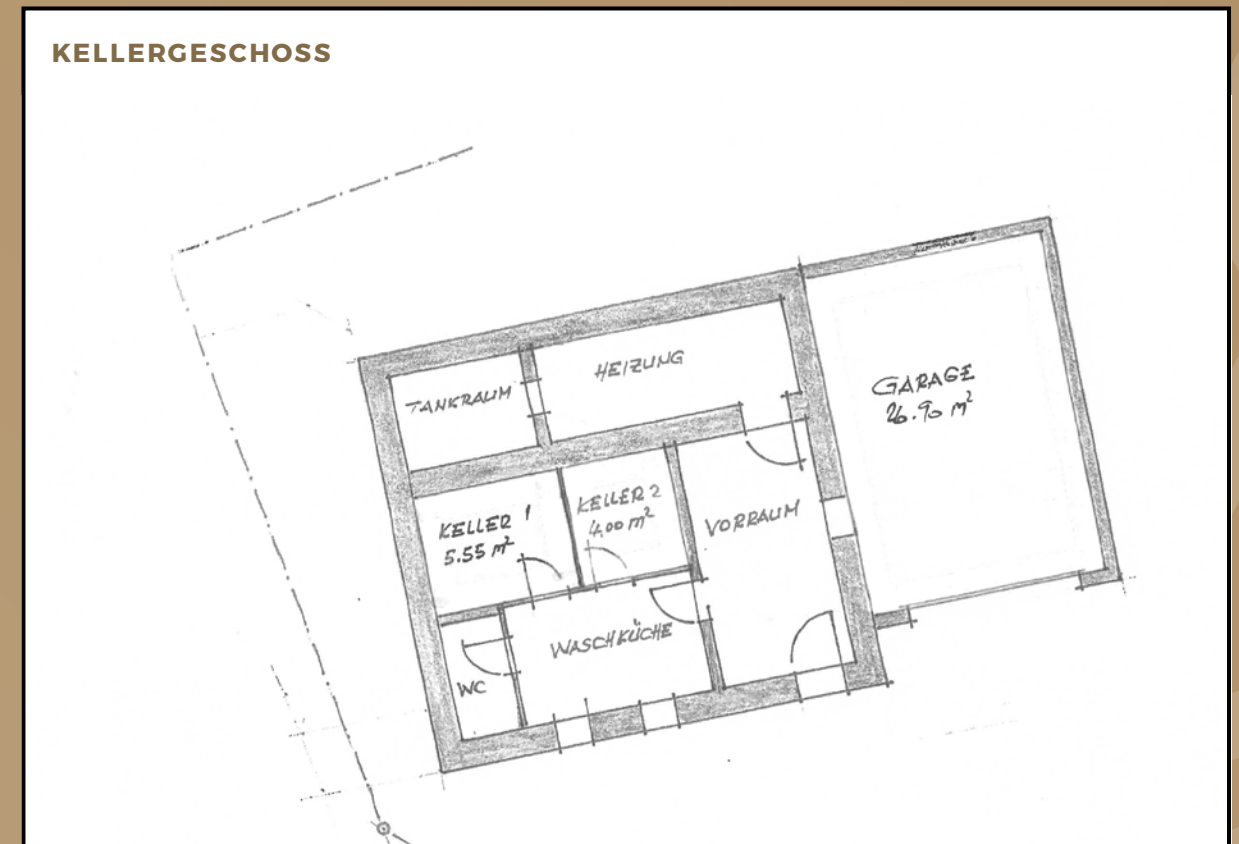 KELLERGESCHOSS
HEIZUNG
TANKRAUM
GARAGE
26.90 m²
KELLER 1
5.55 m²
KELLER 2
4.00 m²
VORRAUM
WASCHKÜCHE
WC